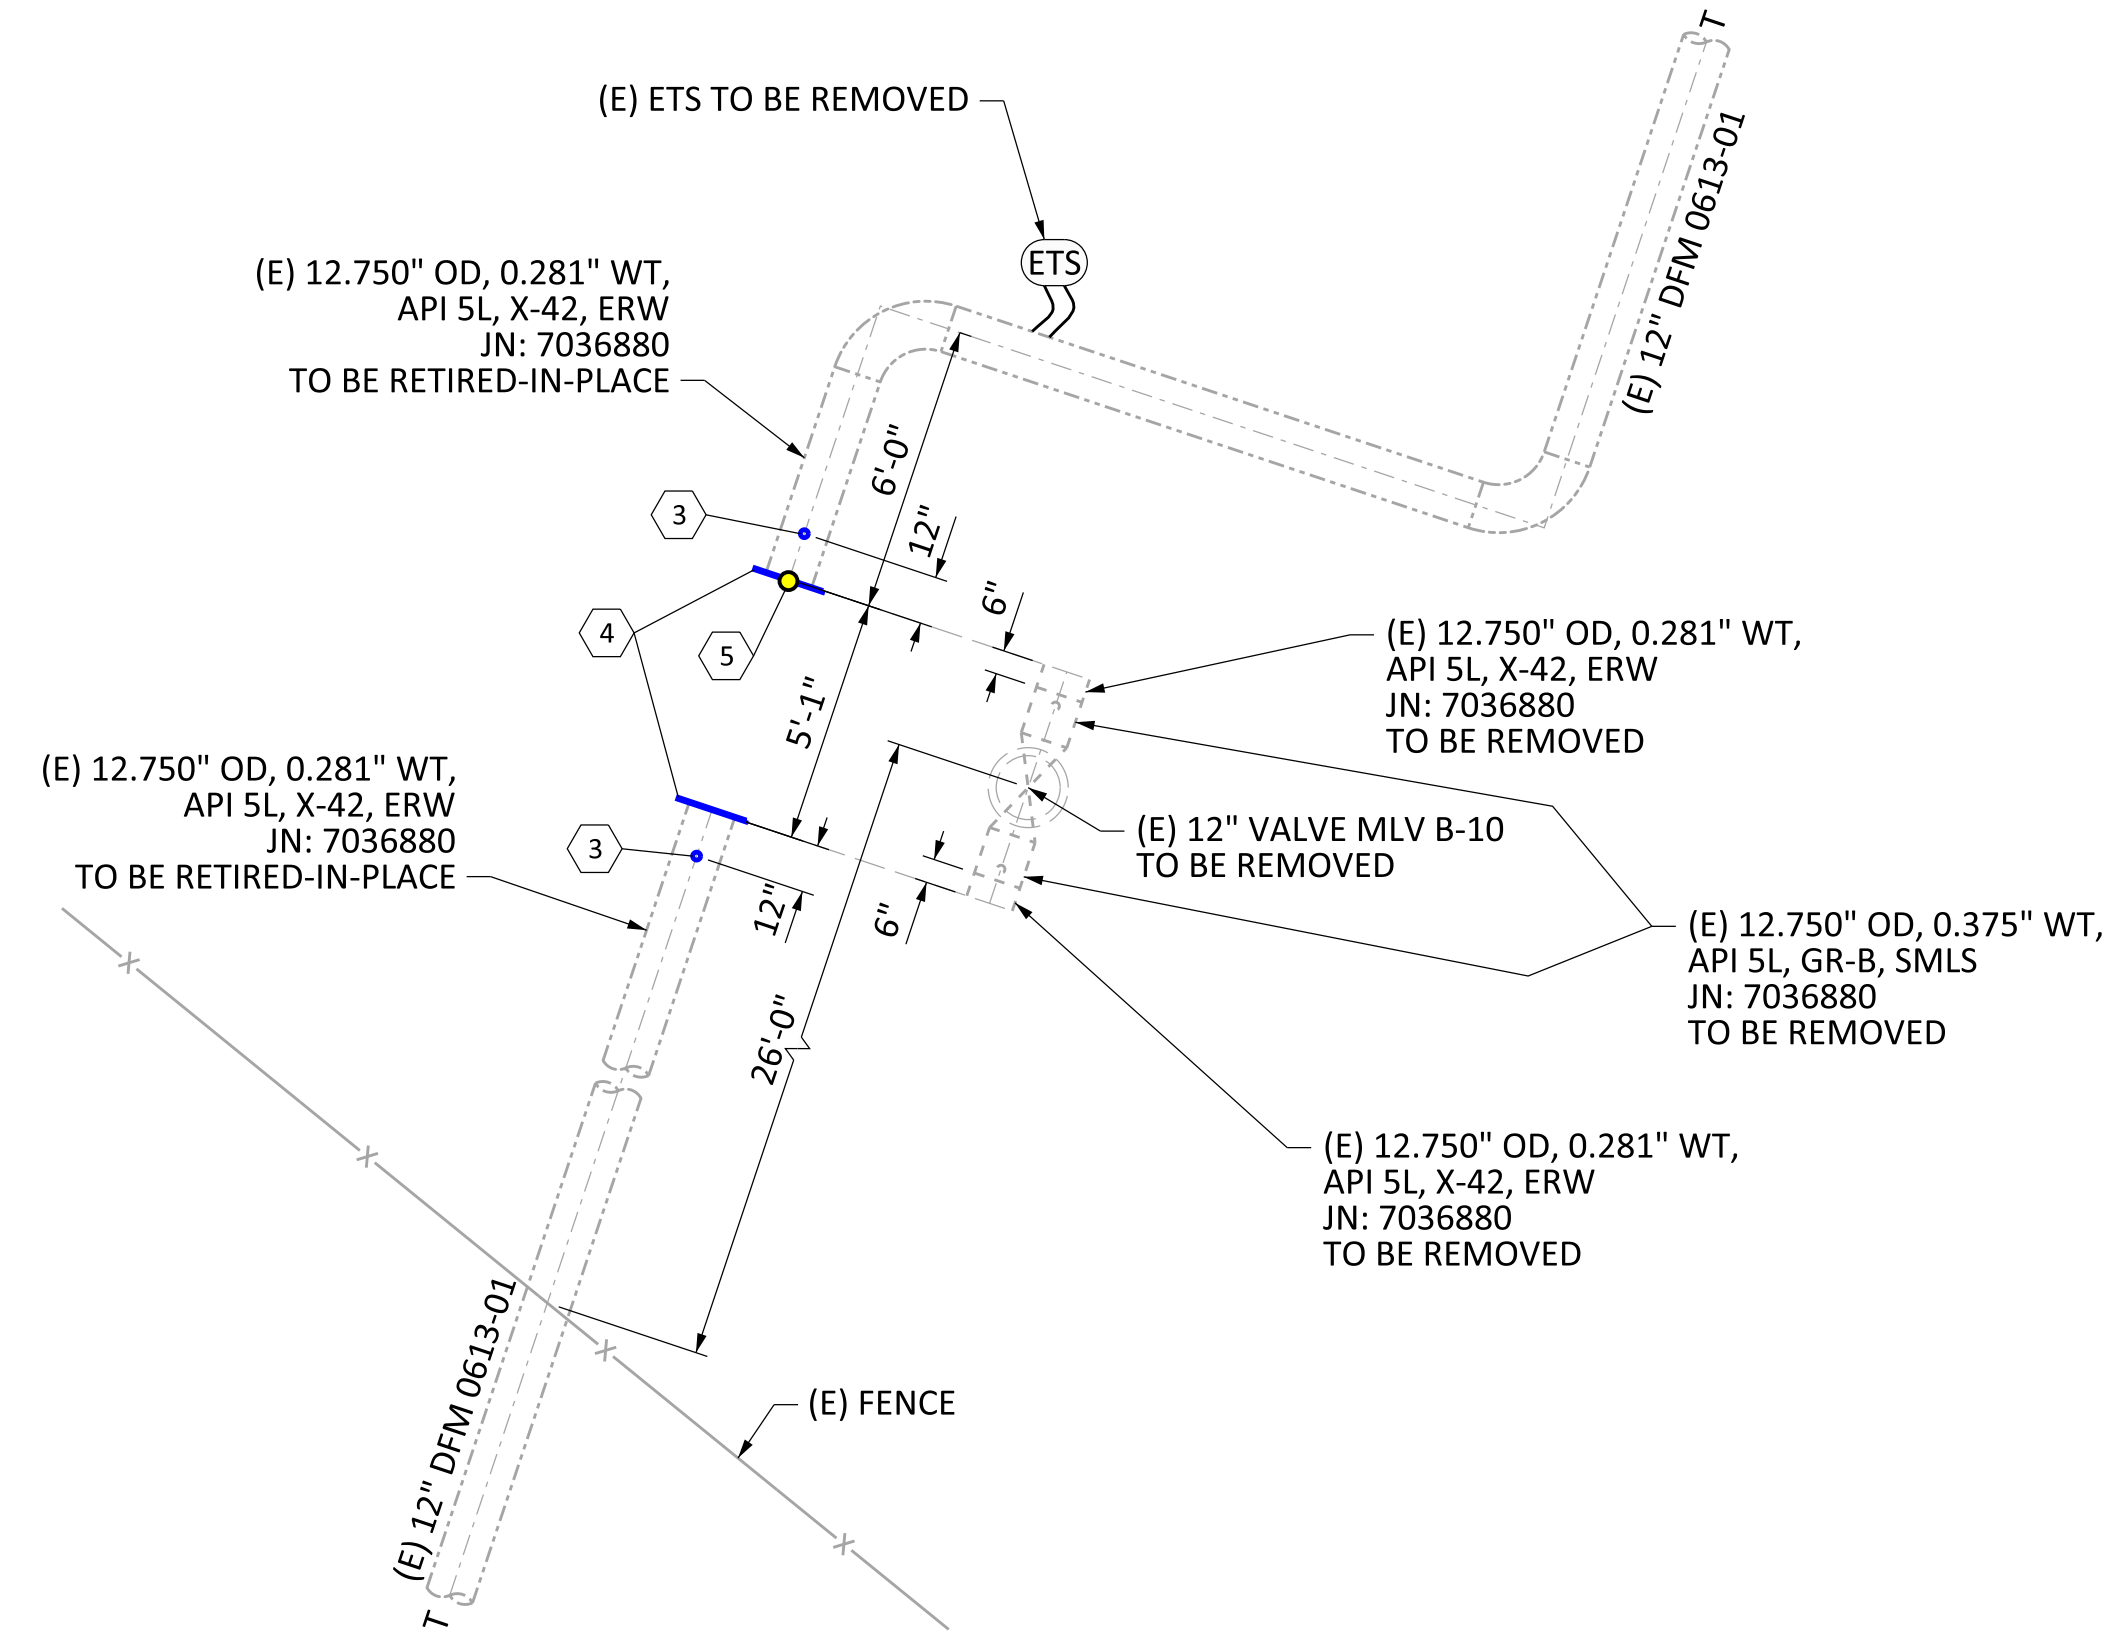 T
(E) ETS TO BE REMOVED
(E) 12" DFM 0613-01
ETS
(E) 12.750" OD, 0.281" WT,
API 5L, X-42, ERW
JN: 7036880
TO BE RETIRED-IN-PLACE
6'-0"
3
12"
6"
4
5
(E) 12.750" OD, 0.281" WT,
API 5L, X-42, ERW
JN: 7036880
TO BE REMOVED
5'-1"
(E) 12.750" OD, 0.281" WT,
API 5L, X-42, ERW
JN: 7036880
TO BE RETIRED-IN-PLACE
3
(E) 12" VALVE MLV B-10
TO BE REMOVED
12"
6"
(E) 12.750" OD, 0.375" WT,
API 5L, GR-B, SMLS
JN: 7036880
TO BE REMOVED
26'-0"
(E) 12.750" OD, 0.281" WT,
API 5L, X-42, ERW
JN: 7036880
TO BE REMOVED
(E) 12" DFM 0613-01
(E) FENCE
T